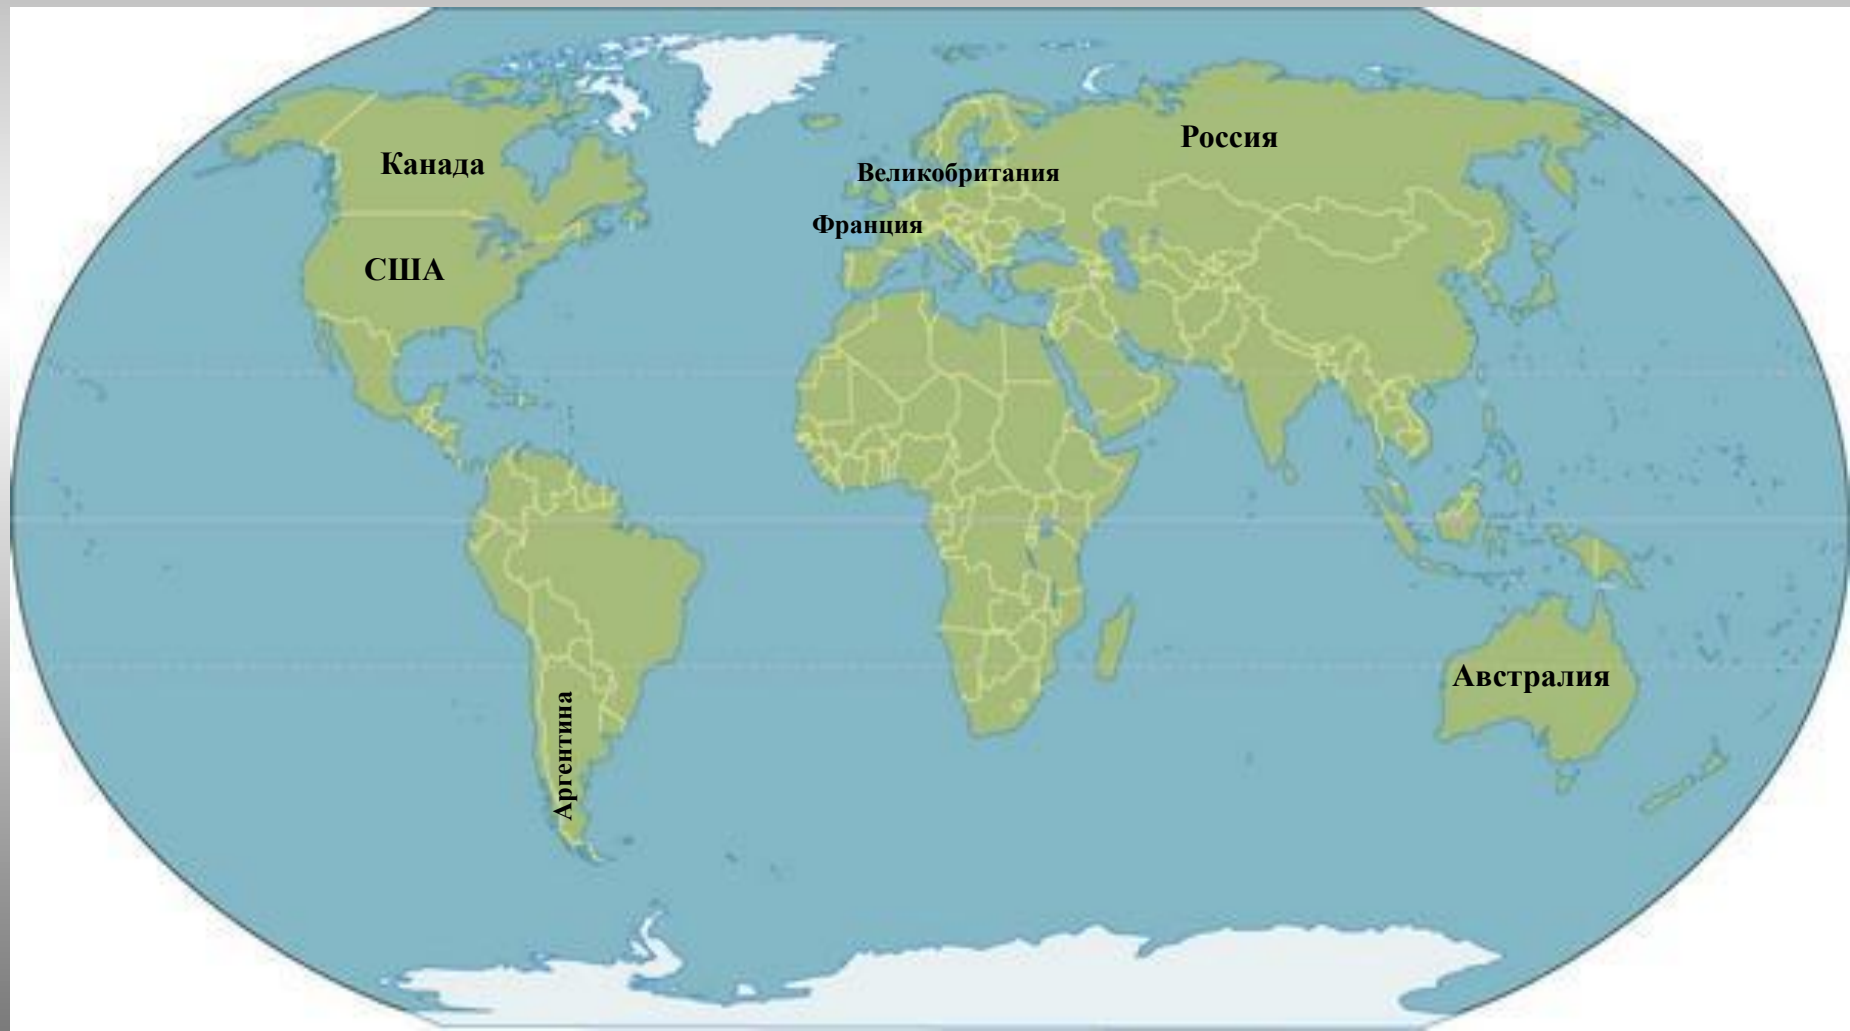 Россия
Канада
Великобритания
Франция
США
Австралия
Аргентина